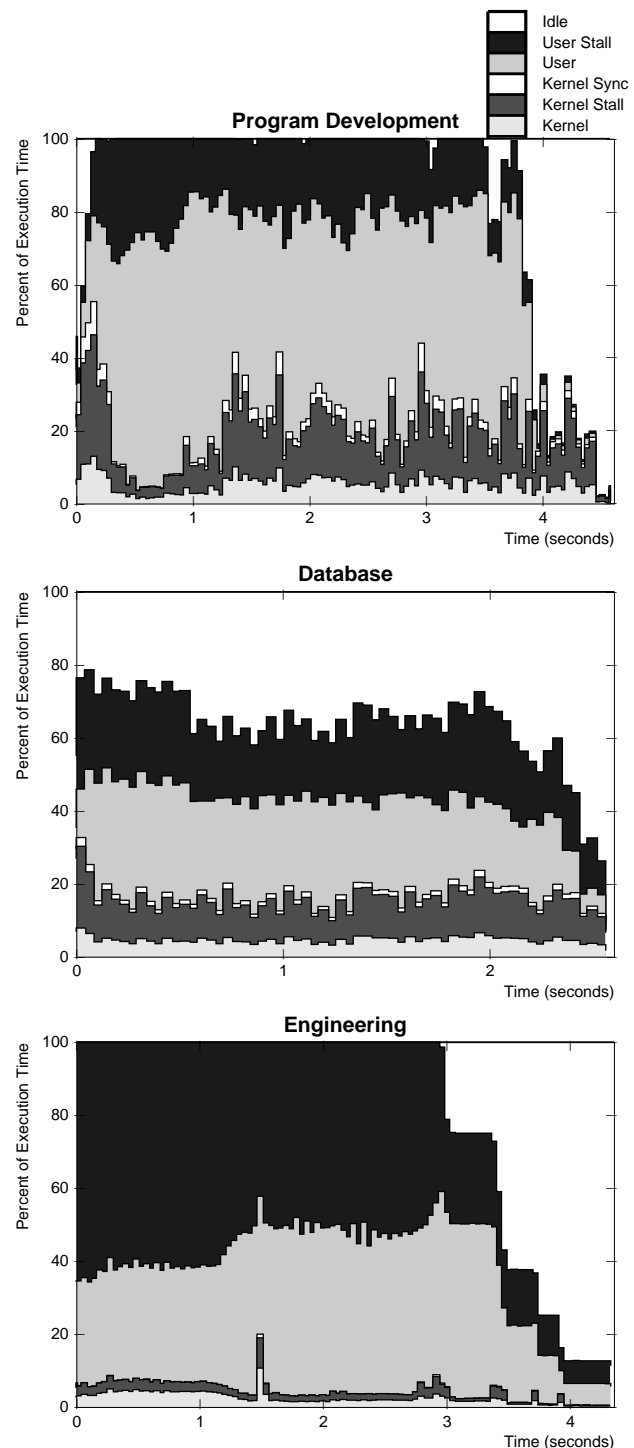 Idle
User Stall
User
Kernel Sync
Kernel Stall
Kernel
Program Development
Percent of Execution Time
100
80
60
40
20
0
0 1 2 3 4
Time (seconds)
Database
Percent of Execution Time
100
80
60
40
20
0
0 1 2
Time (seconds)
Engineering
Percent of Execution Time
100
80
60
40
20
0
0 1 2 3 4
Time (seconds)